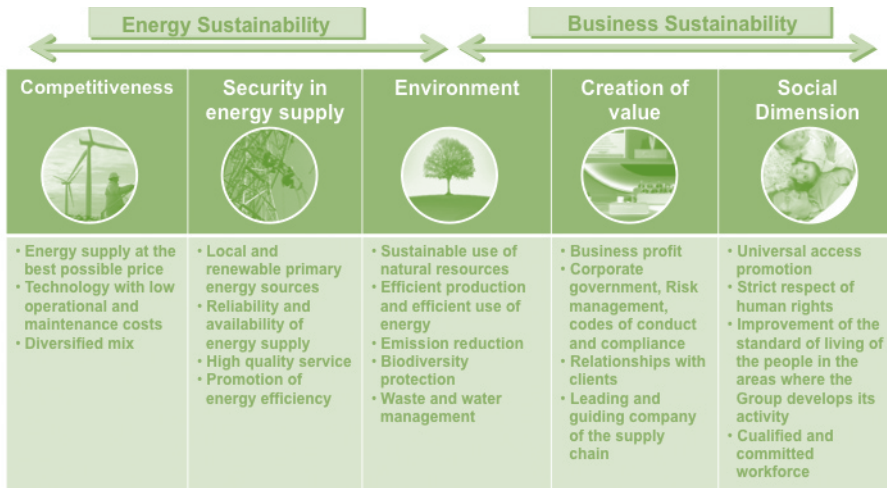 Energy Sustainability
Business Sustainability
Competitiveness
• Energy supply at the
best possible price
• Technology with low
operational and
maintenance costs
• Diversified mix
Security in
energy supply
• Local and
renewable primary
energy sources
• Reliability and
availability of
energy supply
• High quality service
• Promotion of
energy efficiency
Environment
• Sustainable use of
natural resources
• Efficient production
and efficient use of
energy
• Emission reduction
• Biodiversity
protection
• Waste and water
management
Creation of
value
• Business profit
• Corporate
government, Risk
management,
codes of conduct
and compliance
• Relationships with
clients
• Leading and
guiding company
of the supply
chain
Social
Dimension
• Universal access
promotion
• Strict respect of
human rights
• Improvement of the
standard of living of
the people in the
areas where the
Group develops its
activity
• Cualified and
committed
workforce